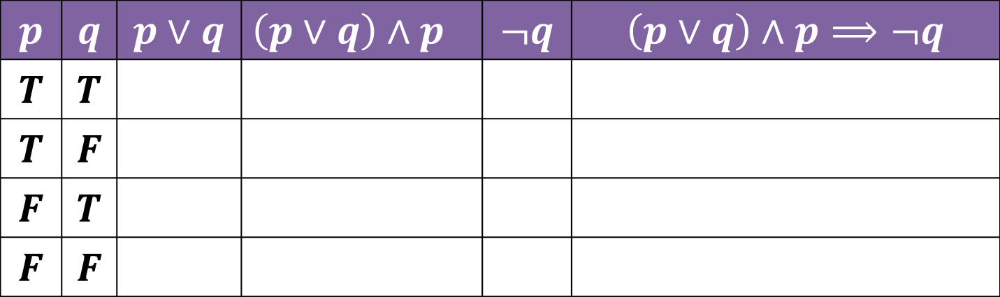 p q p ∨ q (p ∨ q) ∧ p ¬q (p ∨ q) ∧ p ⟹ ¬q
T T
T F
F T
F F